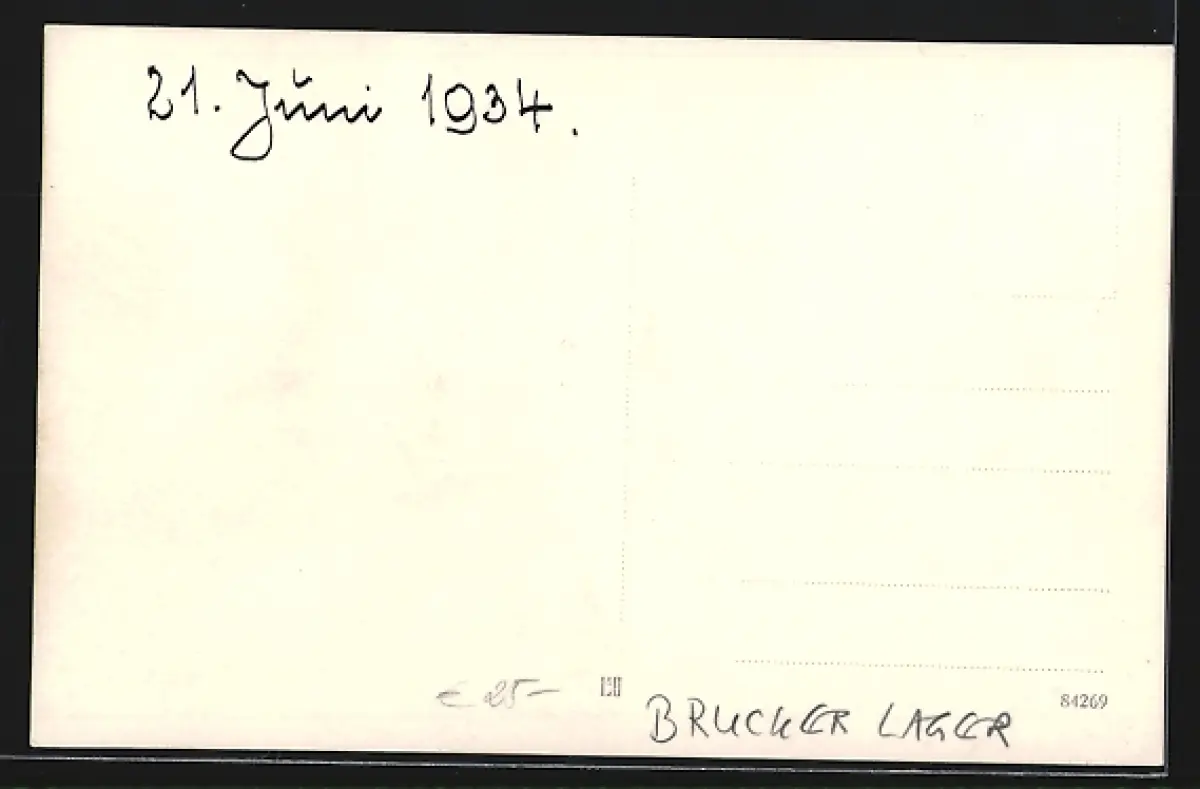 21. Juni 1934.
€ 25-
84269
BRUCKER LAGER